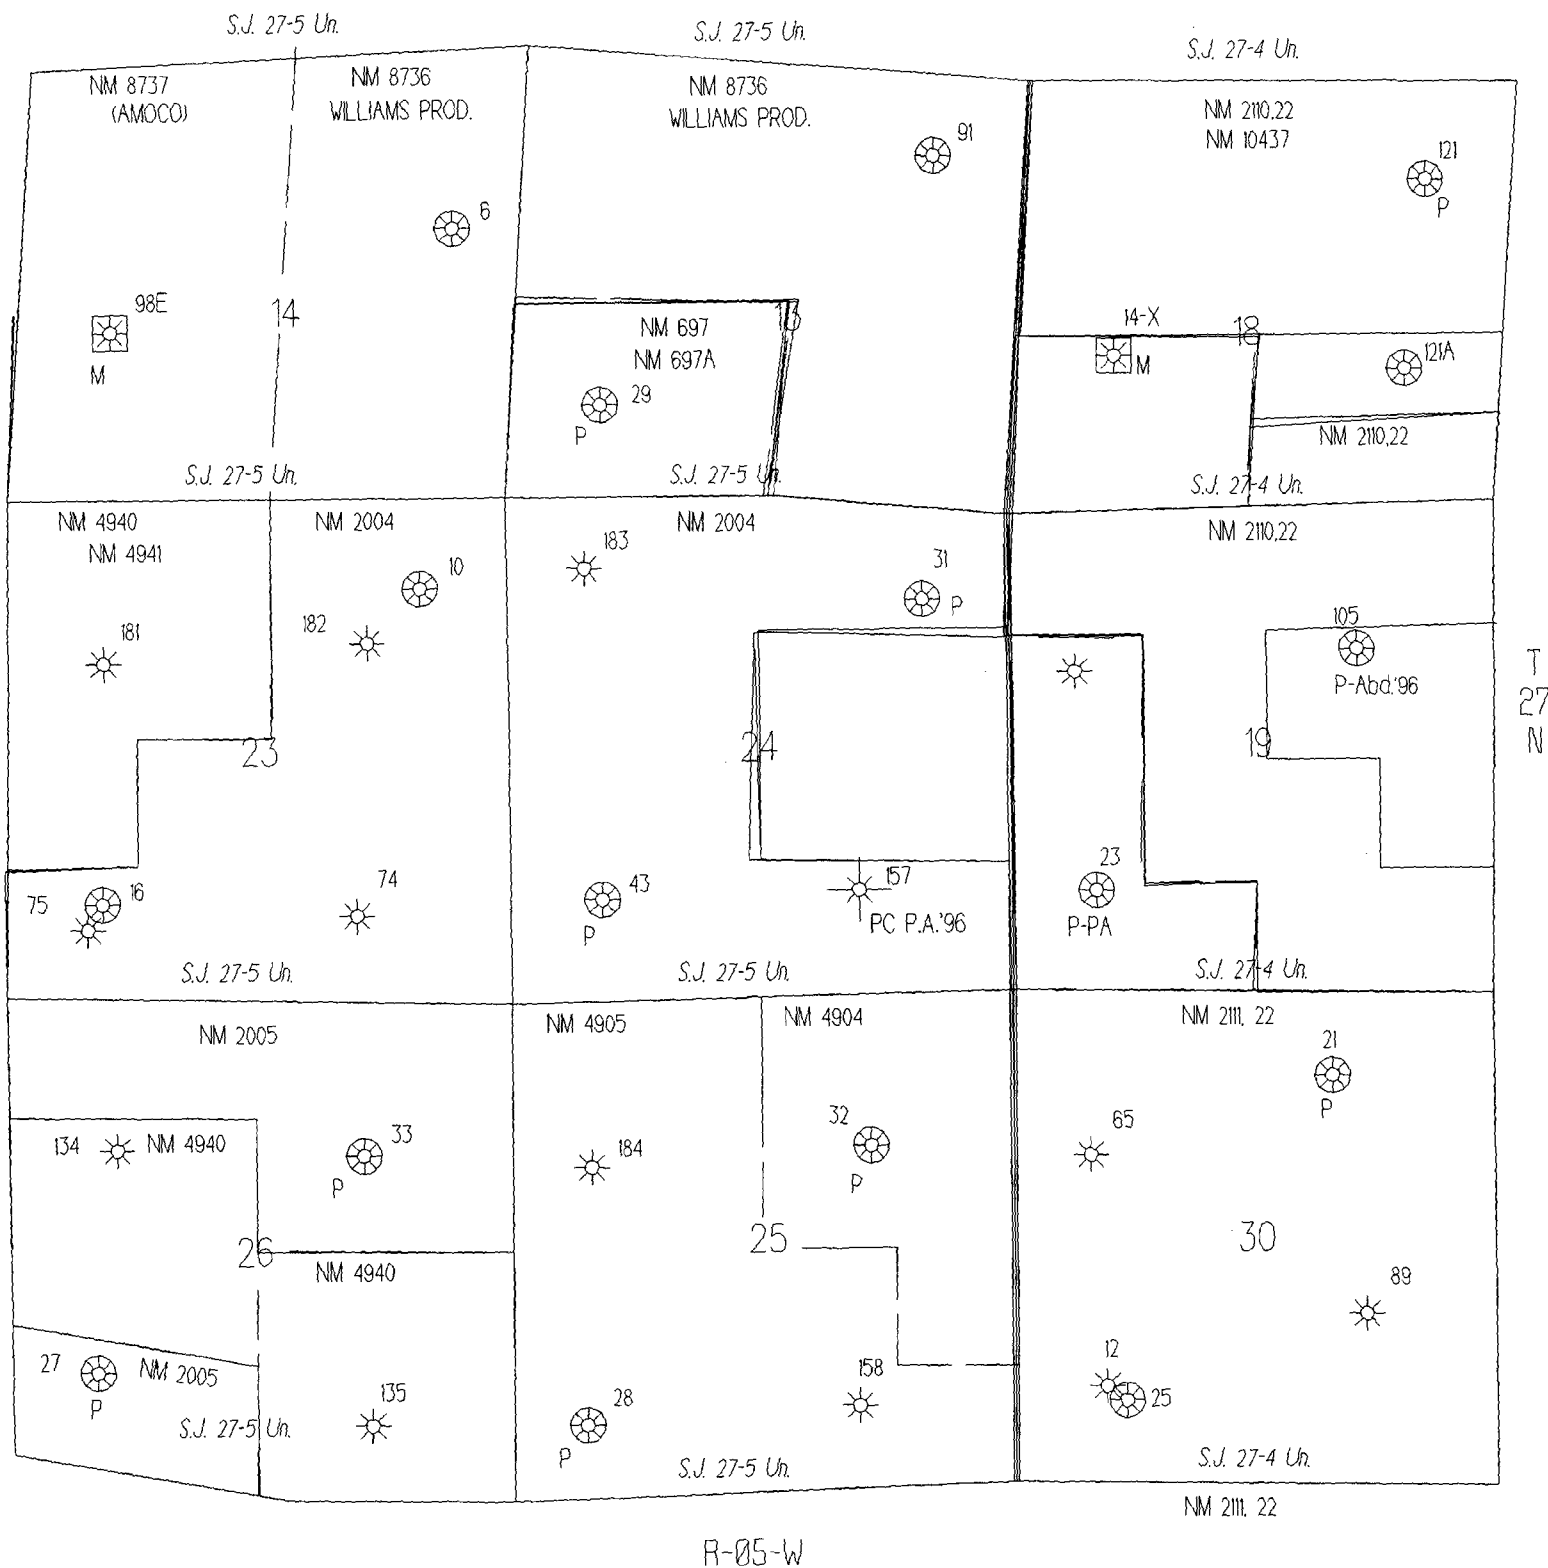 S.J. 27-5 Un.
S.J. 27-5 Un.
S.J. 27-4 Un.
NM 8737
(AMOCO)
NM 8736
WILLIAMS PROD.
NM 8736
WILLIAMS PROD.
NM 2110,22
NM 10437
91
121
P
6
98E
M
14
13
NM 697
NM 697A
29
P
14-X
M
18
121A
NM 2110,22
S.J. 27-5 Un.
S.J. 27-5 Un.
S.J. 27-4 Un.
NM 4940
NM 4941
NM 2004
NM 2004
NM 2110,22
10
183
31
P
181
182
105
P-Abd.'96
T
27
N
23
24
19
75
16
74
43
P
157
PC P.A.'96
23
P-PA
S.J. 27-5 Un.
S.J. 27-5 Un.
S.J. 27-4 Un.
NM 2005
NM 4905
NM 4904
NM 2111, 22
21
P
134
NM 4940
33
P
184
32
P
65
26
25
30
NM 4940
89
27
P
NM 2005
135
28
P
158
12
25
S.J. 27-5 Un.
S.J. 27-5 Un.
S.J. 27-4 Un.
NM 2111, 22
R-05-W